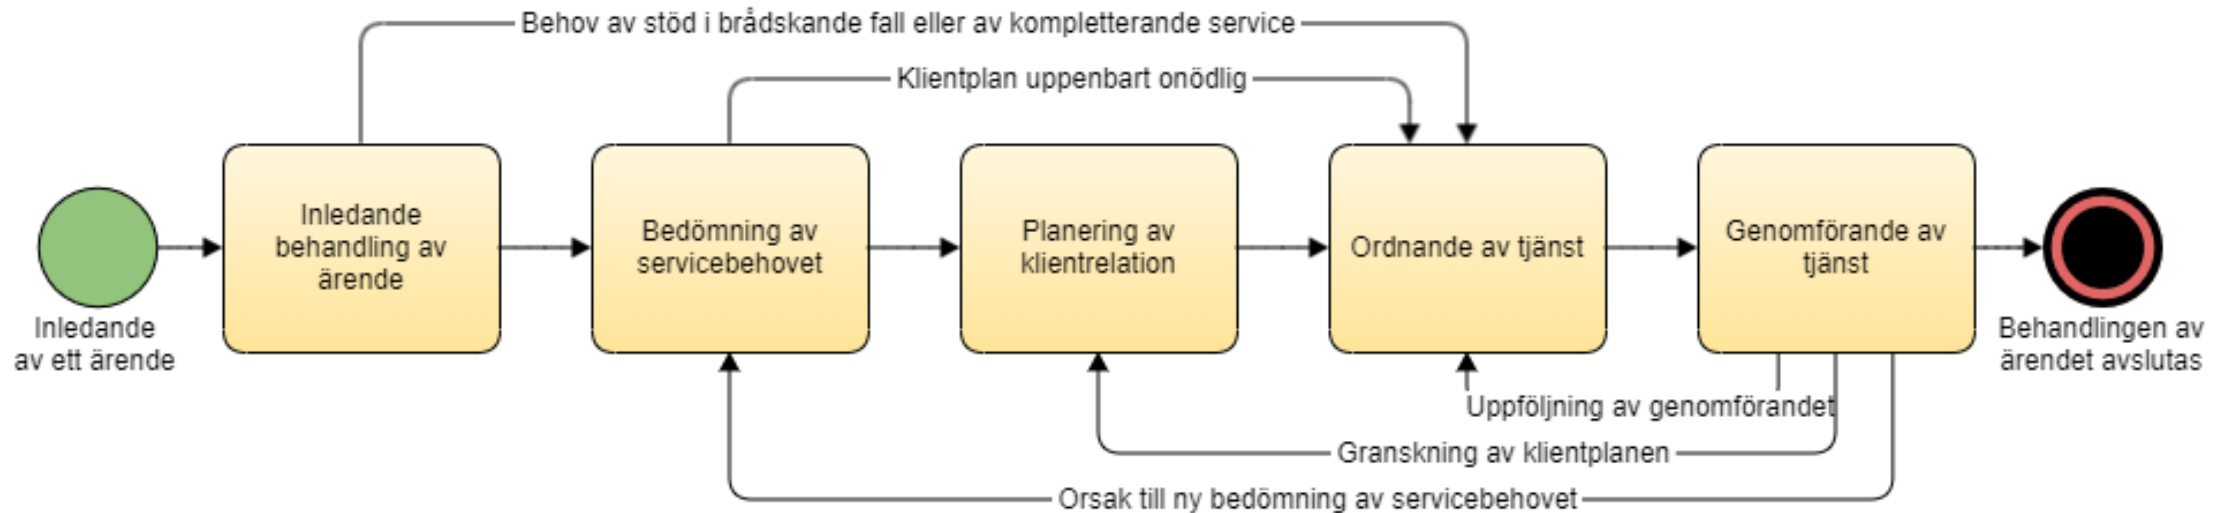 Behov av stöd i brådskande fall eller av kompletterande service
Klientplan uppenbart onödlig
Inledande
av ett ärende
Inledande
behandling av
ärende
Bedömning av
servicebehovet
Planering av
klientrelation
Ordnande av tjänst
Genomförande av
tjänst
Behandlingen av
ärendet avslutas
Uppföljning av genomförandet
Granskning av klientplanen
Orsak till ny bedömning av servicebehovet